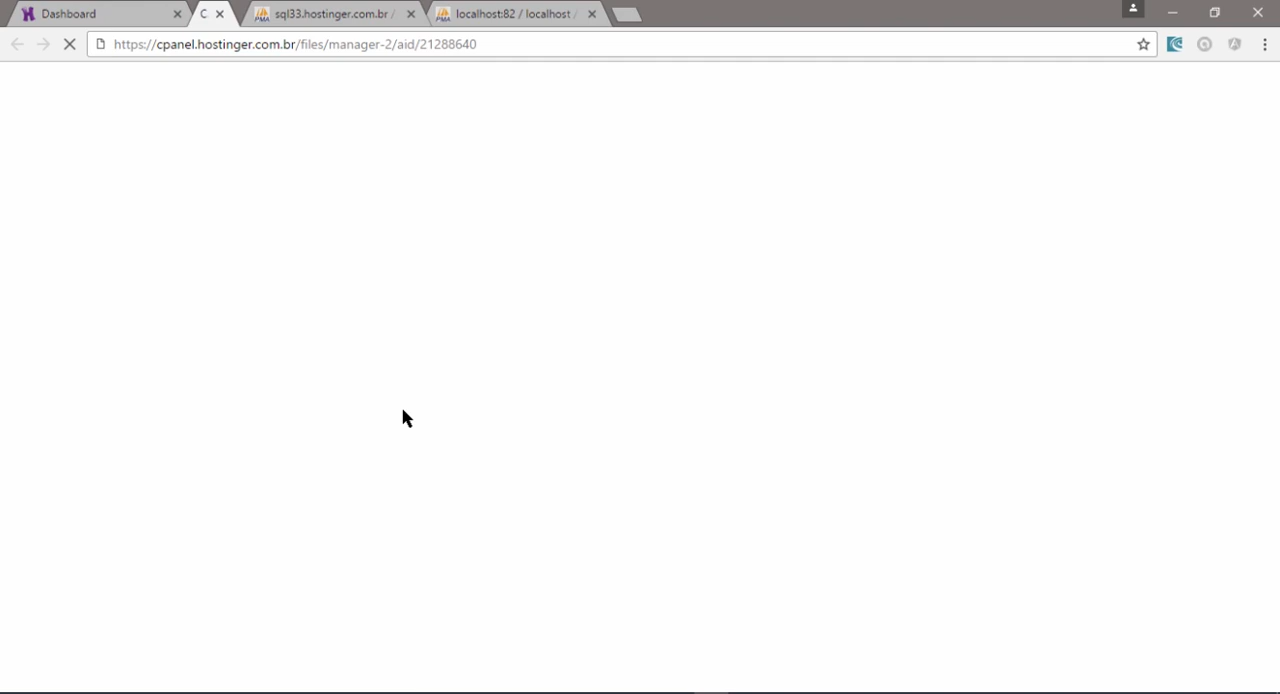 Dashboard
C
sql33.hostinger.com.br /
localhost:82 / localhost /
https://cpanel.hostinger.com.br/files/manager-2/aid/21288640